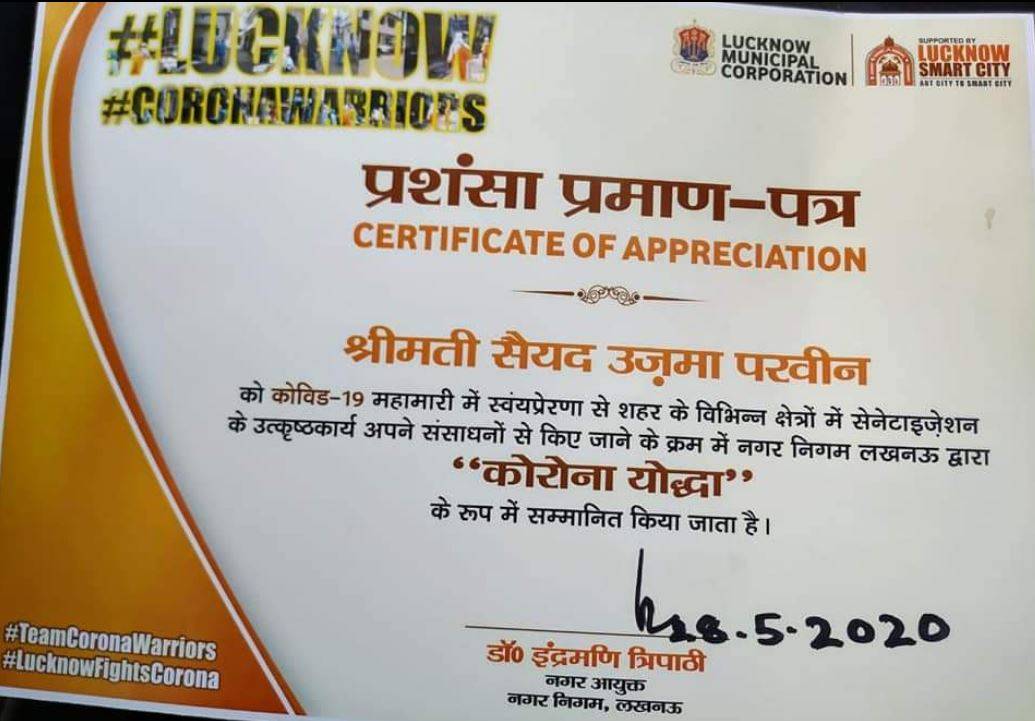 #LUCKNOW
#CORONAWARRIORS
LUCKNOW
MUNICIPAL
CORPORATION
SUPPORTED BY
LUCKNOW
SMART CITY
ART CITY TO SMART CITY
प्रशंसा प्रमाण-पत्र
CERTIFICATE OF APPRECIATION
श्रीमती सैयद उज़मा परवीन
को कोविड-19 महामारी में स्वंयप्रेरणा से शहर के विभिन्न क्षेत्रों में सेनेटाइज़ेशन
के उत्कृष्ठकार्य अपने संसाधनों से किए जाने के क्रम में नगर निगम लखनऊ द्वारा
“कोरोना योद्धा”
के रूप में सम्मानित किया जाता है।
28.5.2020
डॉ0 इंद्रमणि त्रिपाठी
नगर आयुक्त
नगर निगम, लखनऊ
#TeamCoronaWarriors
#LucknowFightsCorona